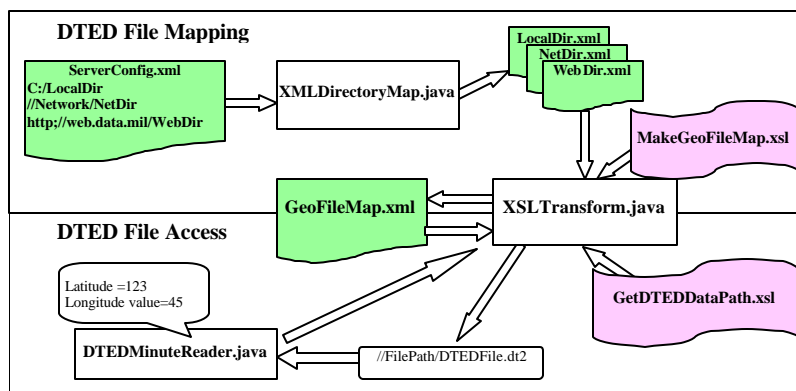 DTED File Mapping
ServerConfig.xml
C:/LocalDir
//Network/NetDir
http;//web.data.mil/WebDir
XMLDirectoryMap.java
LocalDir.xml
NetDir.xml
WebDir.xml
MakeGeoFileMap.xsl
GeoFileMap.xml
XSLTransform.java
DTED File Access
Latitude =123
Longitude value=45
GetDTEDDataPath.xsl
DTEDMinuteReader.java
//FilePath/DTEDFile.dt2